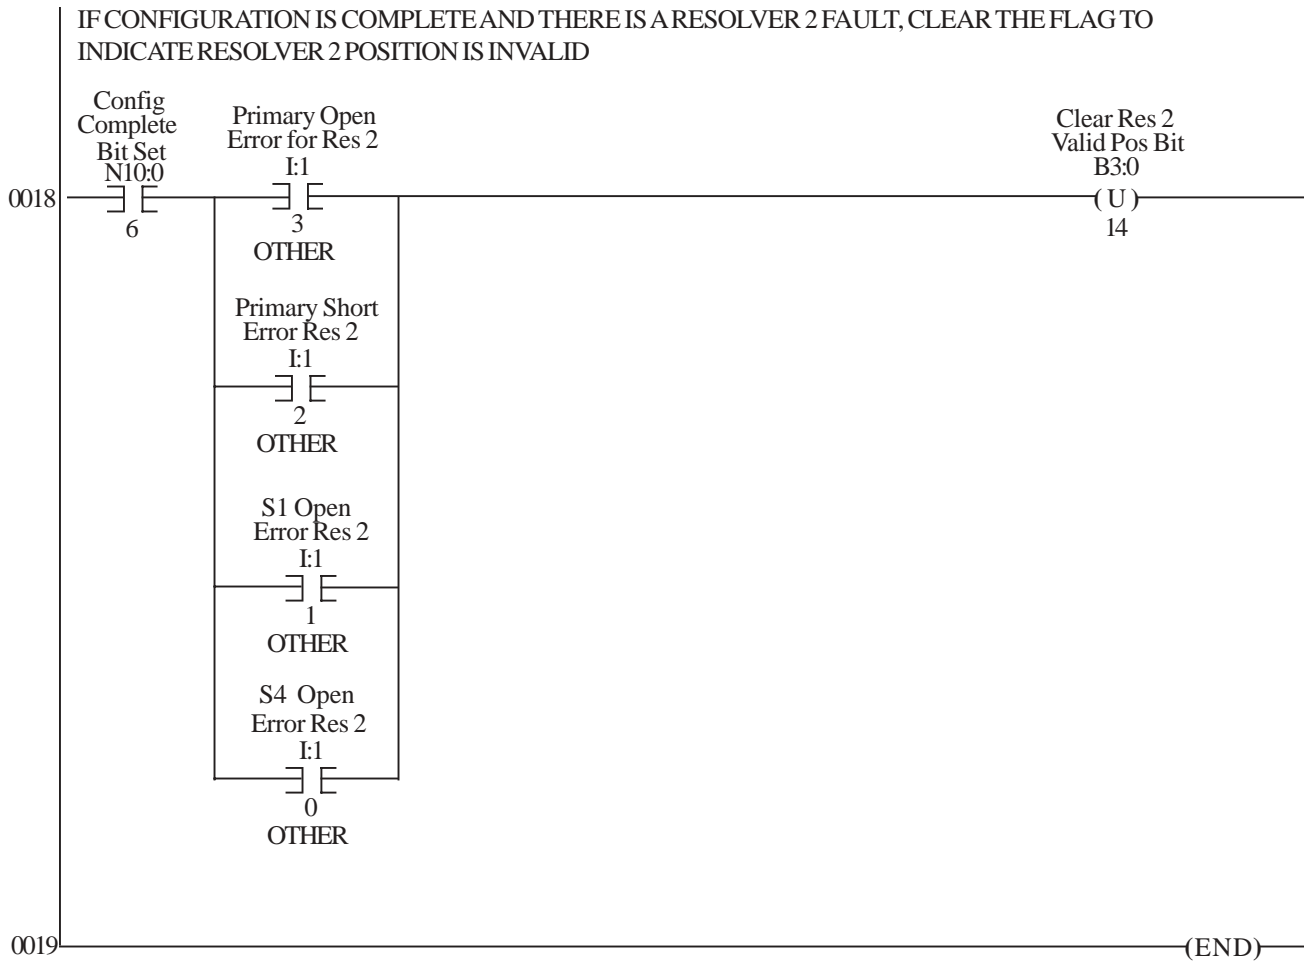 IF CONFIGURATION IS COMPLETE AND THERE IS A RESOLVER 2 FAULT, CLEAR THE FLAG TO
INDICATE RESOLVER 2 POSITION IS INVALID
Config
Complete
Bit Set
N10:0
6
Primary Open
Error for Res 2
I:1
3
OTHER
Clear Res 2
Valid Pos Bit
B3:0
(U)
14
0018
Primary Short
Error Res 2
I:1
2
OTHER
S1 Open
Error Res 2
I:1
1
OTHER
S4 Open
Error Res 2
I:1
0
OTHER
0019
(END)